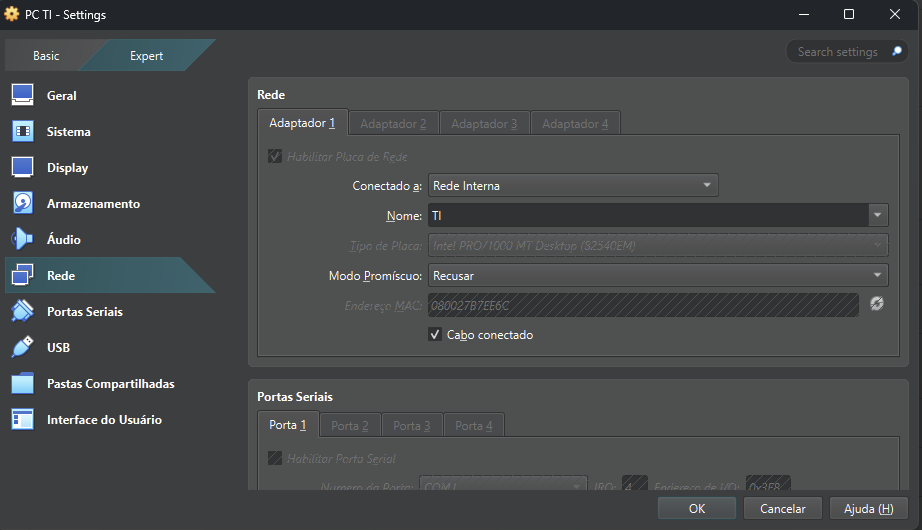 PC TI - Settings
Basic
Expert
Search settings
Geral
Sistema
Display
Armazenamento
Áudio
Rede
Portas Seriais
USB
Pastas Compartilhadas
Interface do Usuário
Rede
Adaptador 1
Adaptador 2
Adaptador 3
Adaptador 4
Habilitar Placa de Rede
Conectado a: Rede Interna
Nome: TI
Tipo de Placa: Intel PRO/1000 MT Desktop (82540EM)
Modo Promíscuo: Recusar
Endereço MAC: 080027B7EE6C
Cabo conectado
Portas Seriais
Porta 1
Porta 2
Porta 3
Porta 4
Habilitar Porta Serial
Número da Porta: COM1 IRQ: 4 Endereço de I/O: 0x3F8
OK
Cancelar
Ajuda (H)